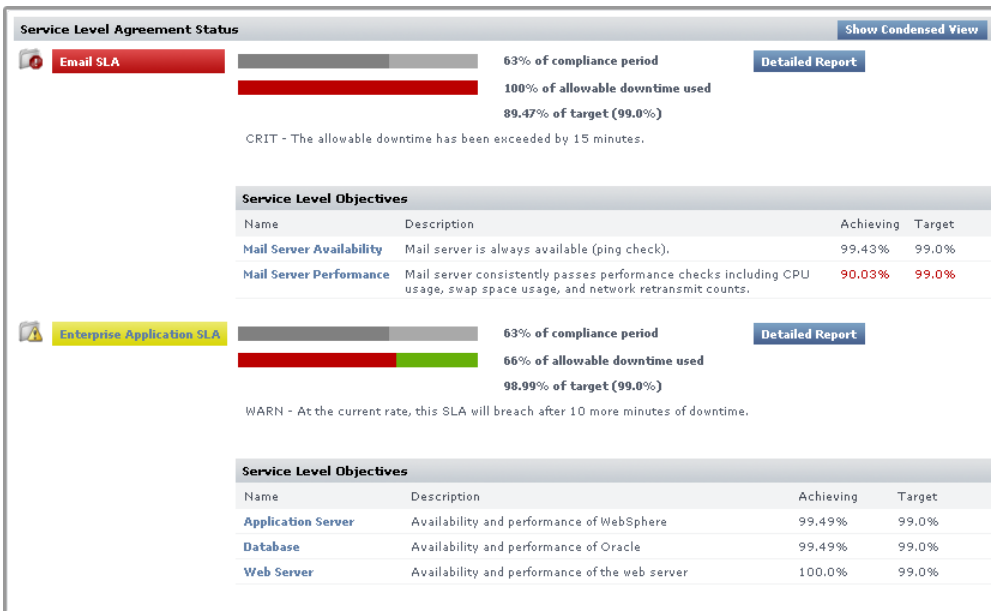 Service Level Agreement Status
Show Condensed View
Email SLA
63% of compliance period
Detailed Report
100% of allowable downtime used
89.47% of target (99.0%)
CRIT - The allowable downtime has been exceeded by 15 minutes.
Service Level Objectives
Name Description Achieving Target
Mail Server Availability Mail server is always available (ping check). 99.43% 99.0%
Mail Server Performance Mail server consistently passes performance checks including CPU 90.03% 99.0%
usage, swap space usage, and network retransmit counts.
Enterprise Application SLA
63% of compliance period
Detailed Report
66% of allowable downtime used
98.99% of target (99.0%)
WARN - At the current rate, this SLA will breach after 10 more minutes of downtime.
Service Level Objectives
Name Description Achieving Target
Application Server Availability and performance of WebSphere 99.49% 99.0%
Database Availability and performance of Oracle 99.49% 99.0%
Web Server Availability and performance of the web server 100.0% 99.0%